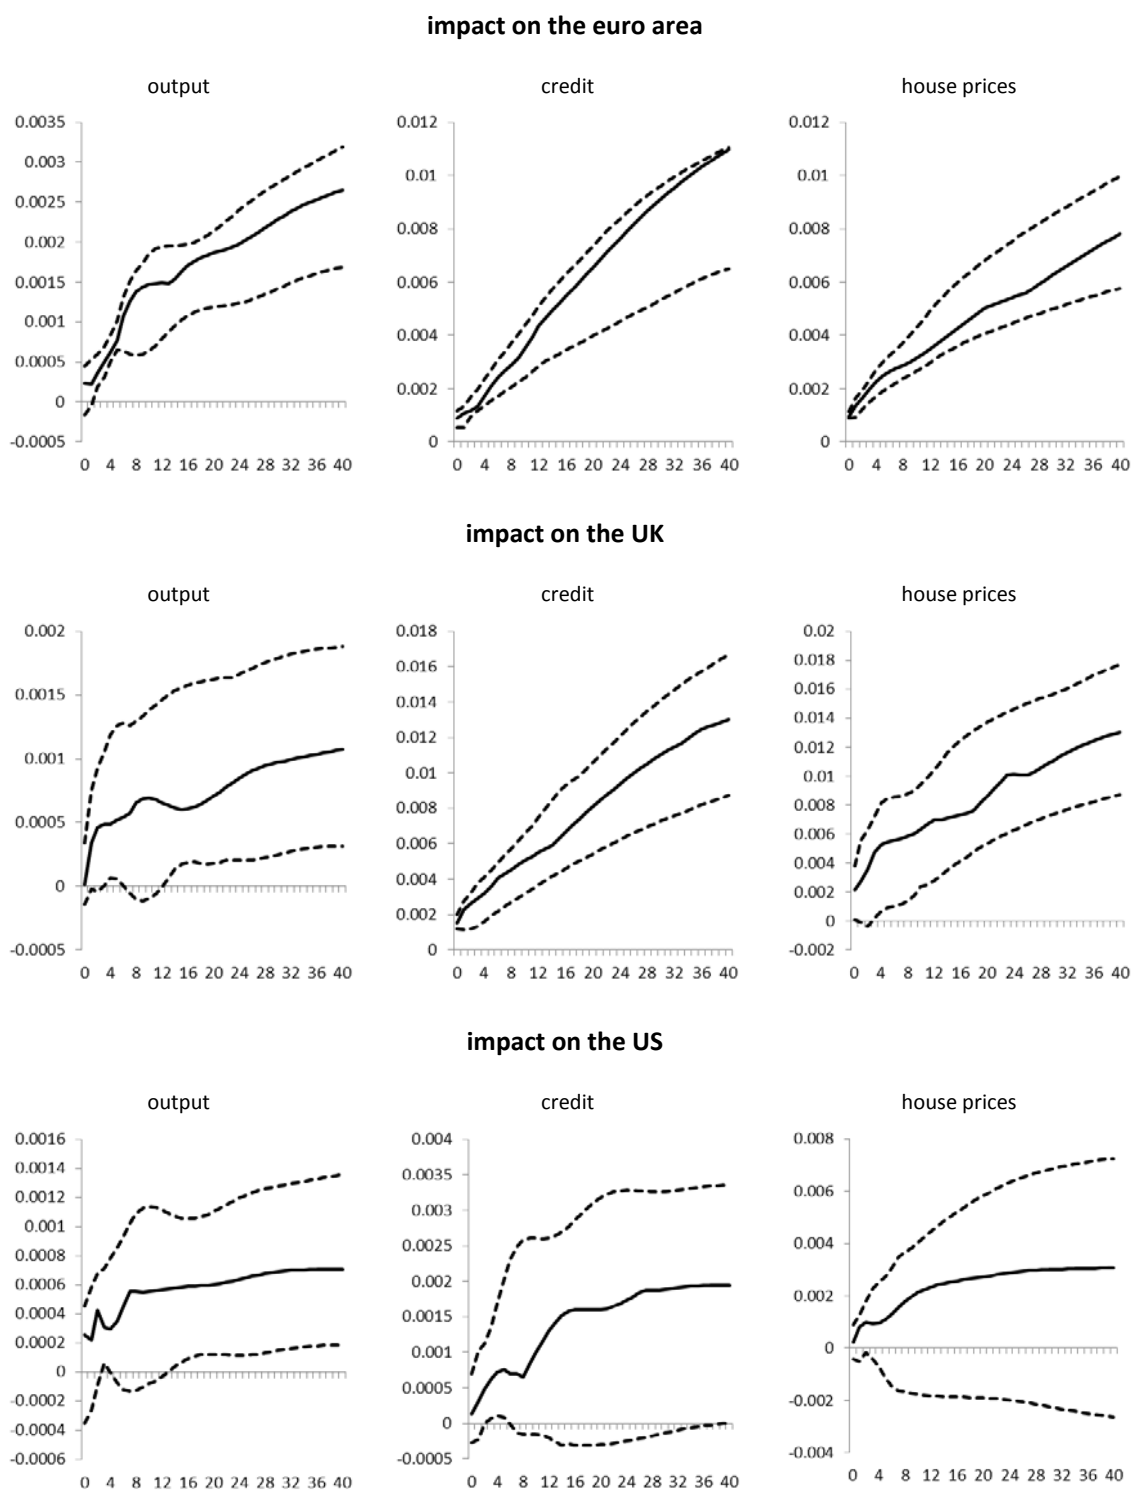 impact on the euro area
output credit house prices
0.0035 0.012 0.012
0.003 0.01 0.01
0.0025 0.008 0.008
0.002 0.006 0.006
0.0015 0.004 0.004
0.001 0.002 0.002
0.0005 0 0
0
-0.0005
0 4 8 12 16 20 24 28 32 36 40 0 4 8 12 16 20 24 28 32 36 40 0 4 8 12 16 20 24 28 32 36 40
impact on the UK
output credit house prices
0.002 0.018 0.02
0.0015 0.016 0.018
0.001 0.014 0.016
0.0005 0.012 0.014
0 0.01 0.012
-0.0005 0.008 0.01
0.006 0.008
0.004 0.006
0.002 0.004
0 0.002
0
-0.002
0 4 8 12 16 20 24 28 32 36 40 0 4 8 12 16 20 24 28 32 36 40 0 4 8 12 16 20 24 28 32 36 40
impact on the US
output credit house prices
0.0016 0.004 0.008
0.0014 0.0035 0.006
0.0012 0.003 0.004
0.001 0.0025 0.002
0.0008 0.002 0
0.0006 0.0015 -0.002
0.0004 0.001 -0.004
0.0002 0.0005
0 0
-0.0002 -0.0005
-0.0004
-0.0006
0 4 8 12 16 20 24 28 32 36 40 0 4 8 12 16 20 24 28 32 36 40 0 4 8 12 16 20 24 28 32 36 40